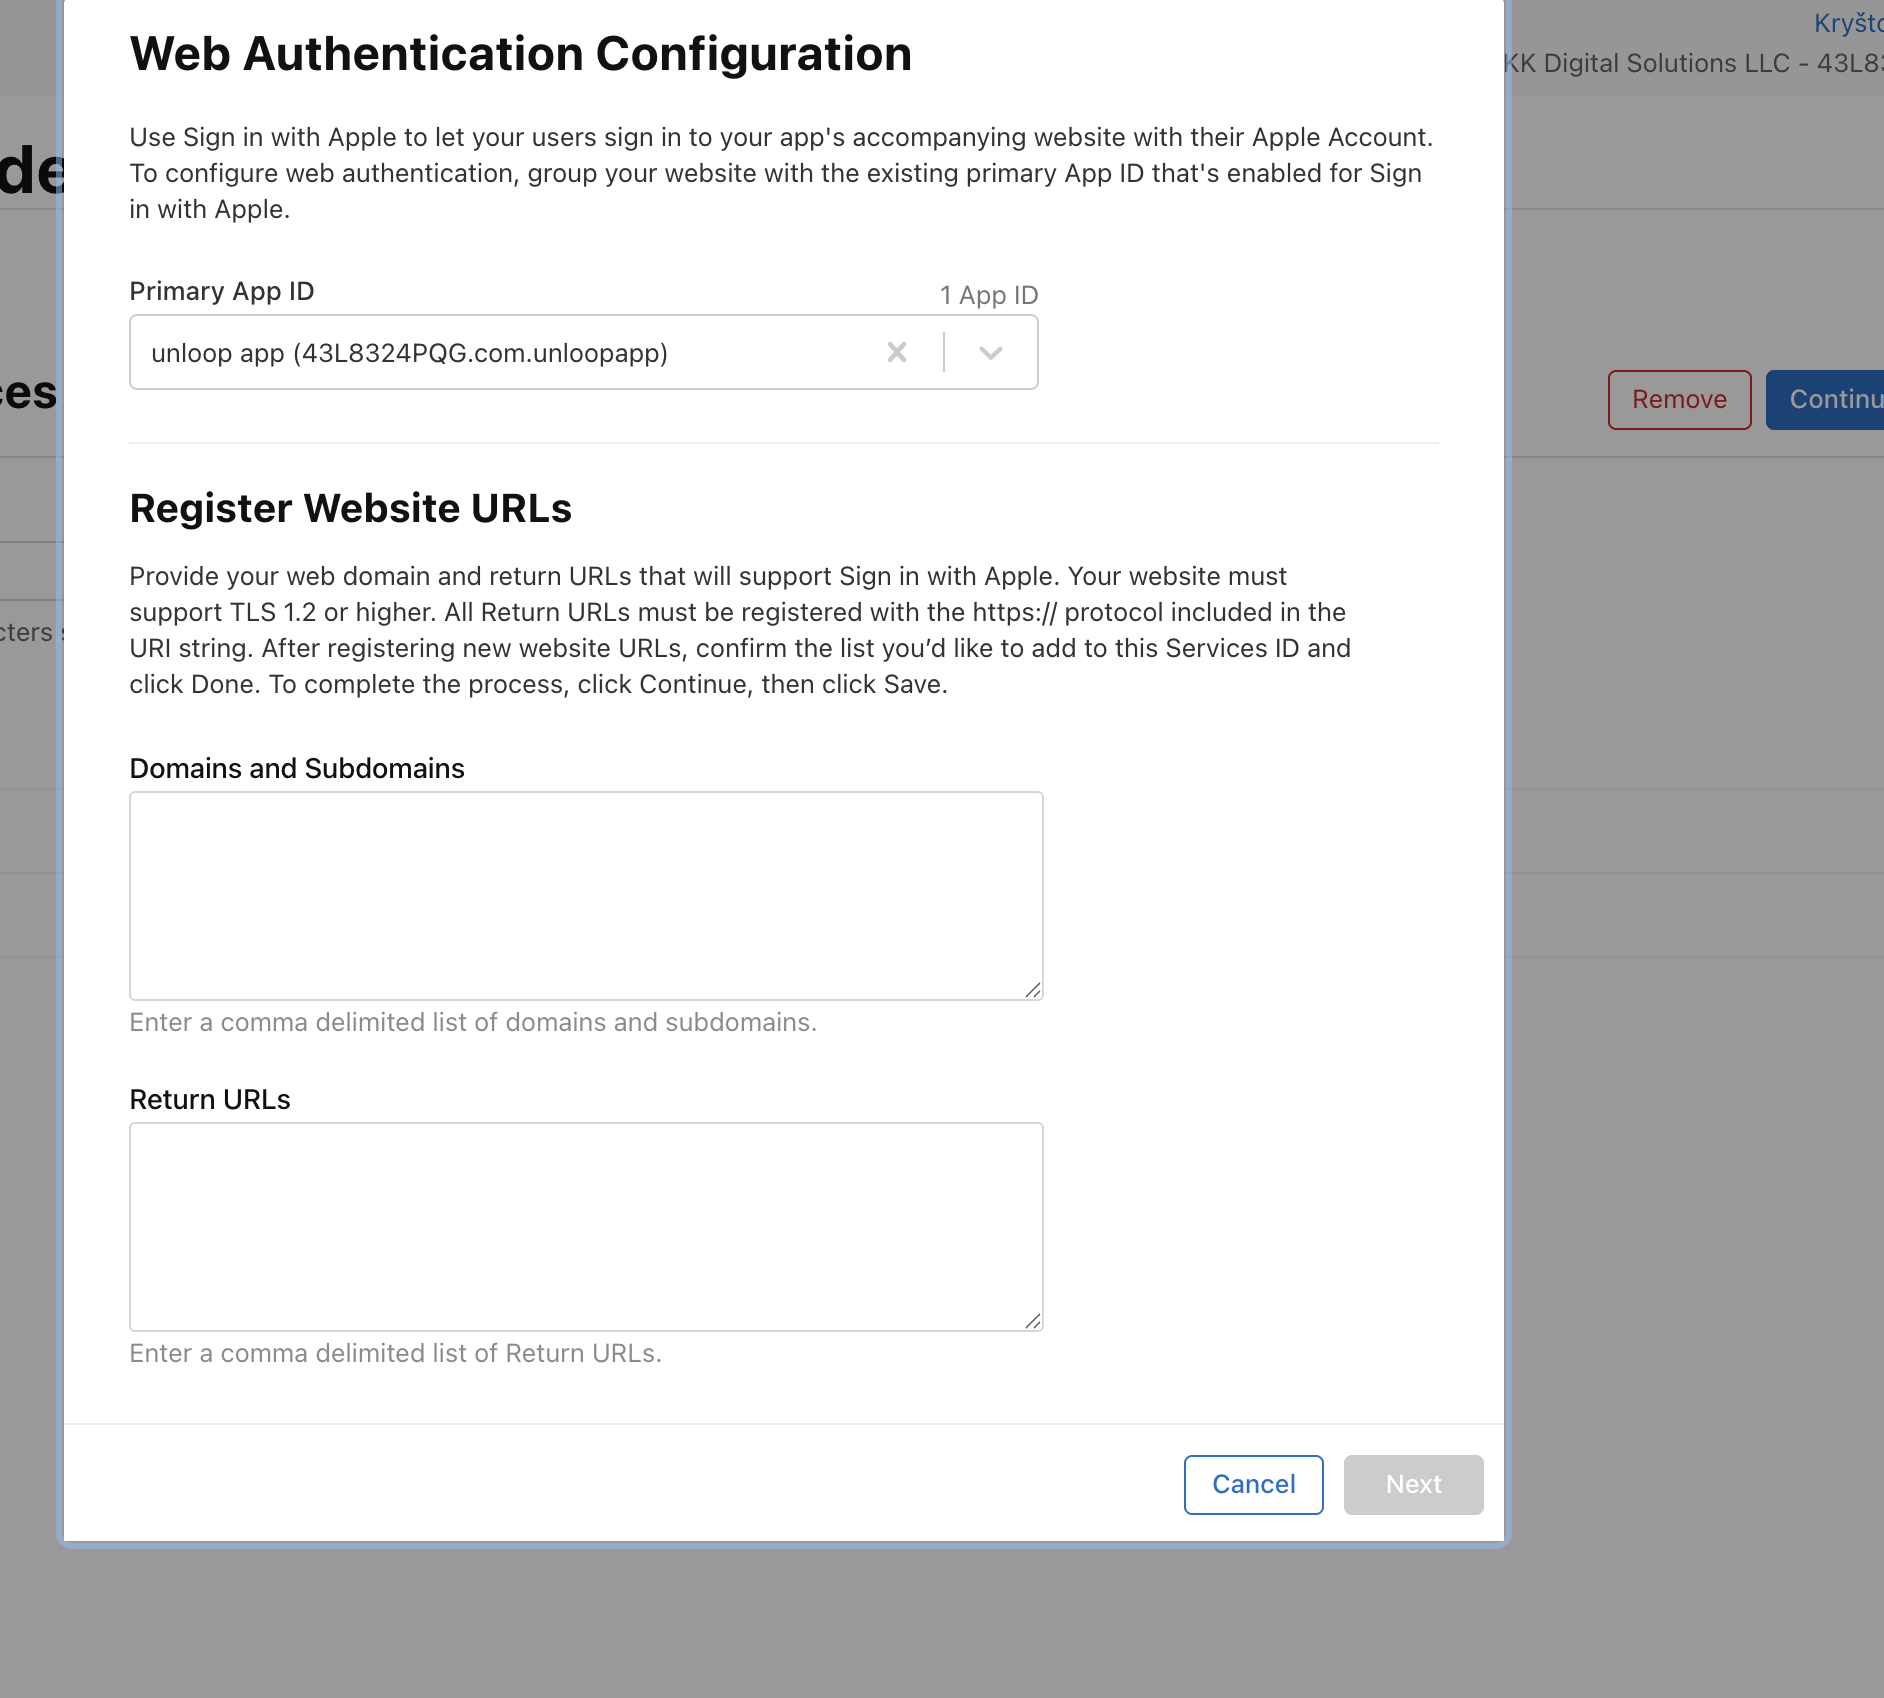 Web Authentication Configuration
KK Digital Solutions LLC - 43L8
Use Sign in with Apple to let your users sign in to your app's accompanying website with their Apple Account.
To configure web authentication, group your website with the existing primary App ID that's enabled for Sign
in with Apple.
Primary App ID
1 App ID
unloop app (43L8324PQG.com.unloopapp)
Remove
Continu
Register Website URLs
Provide your web domain and return URLs that will support Sign in with Apple. Your website must
support TLS 1.2 or higher. All Return URLs must be registered with the https:// protocol included in the
URI string. After registering new website URLs, confirm the list you’d like to add to this Services ID and
click Done. To complete the process, click Continue, then click Save.
Domains and Subdomains
Enter a comma delimited list of domains and subdomains.
Return URLs
Enter a comma delimited list of Return URLs.
Cancel
Next